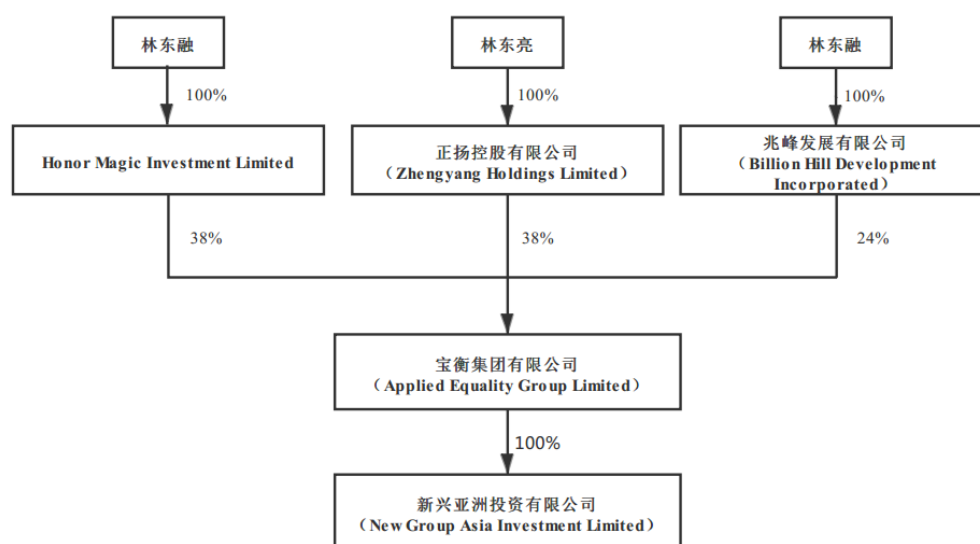 林东融
林东亮
林东融
100%
100%
100%
Honor Magic Investment Limited
正扬控股有限公司
（Zhengyang Holdings Limited）
兆峰发展有限公司
（Billion Hill Development
Incorporated）
38%
38%
24%
宝衡集团有限公司
（Applied Equality Group Limited）
100%
新兴亚洲投资有限公司
（New Group Asia Investment Limited）